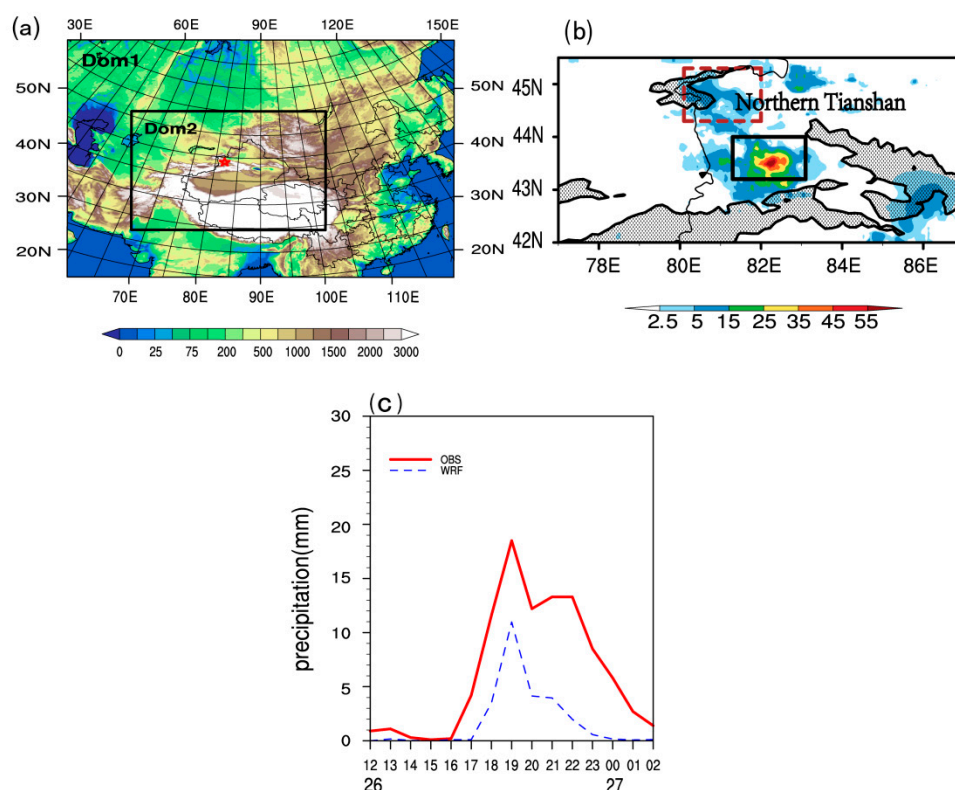 (a)
30E 60E 75E 90E 120E 150E
Dom1
Dom2
50N
40N
30N
20N
50N
40N
30N
20N
70E 80E 90E 100E 110E
0 25 75 200 500 1000 1500 2000 3000
(b)
Northern Tianshan
45N
44N
43N
42N
78E 80E 82E 84E 86E
2.5 5 15 25 35 45 55
(c)
OBS
WRF
precipitation(mm)
30
25
20
15
10
5
0
12 13 14 15 16 17 18 19 20 21 22 23 00 01 02
26 27